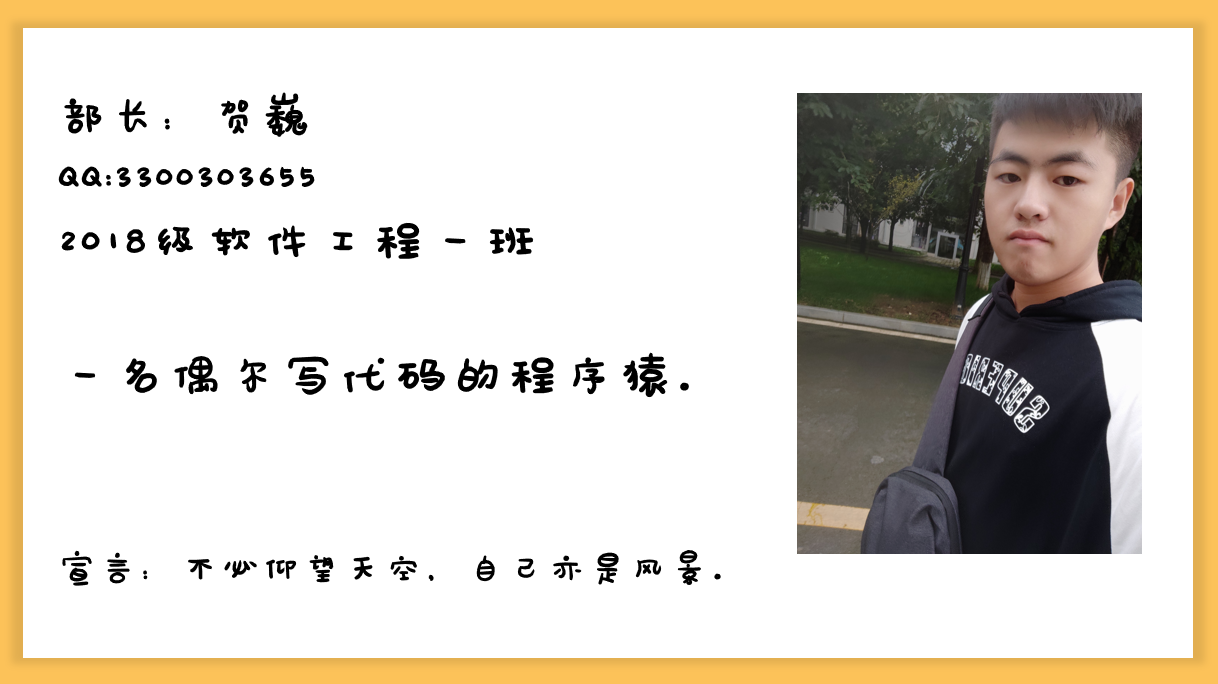 部长: 贺巍
QQ:3300303655
2018级软件工程一班
一名偶尔写代码的程序猿.
宣言: 不必仰望天空, 自己亦是风景.